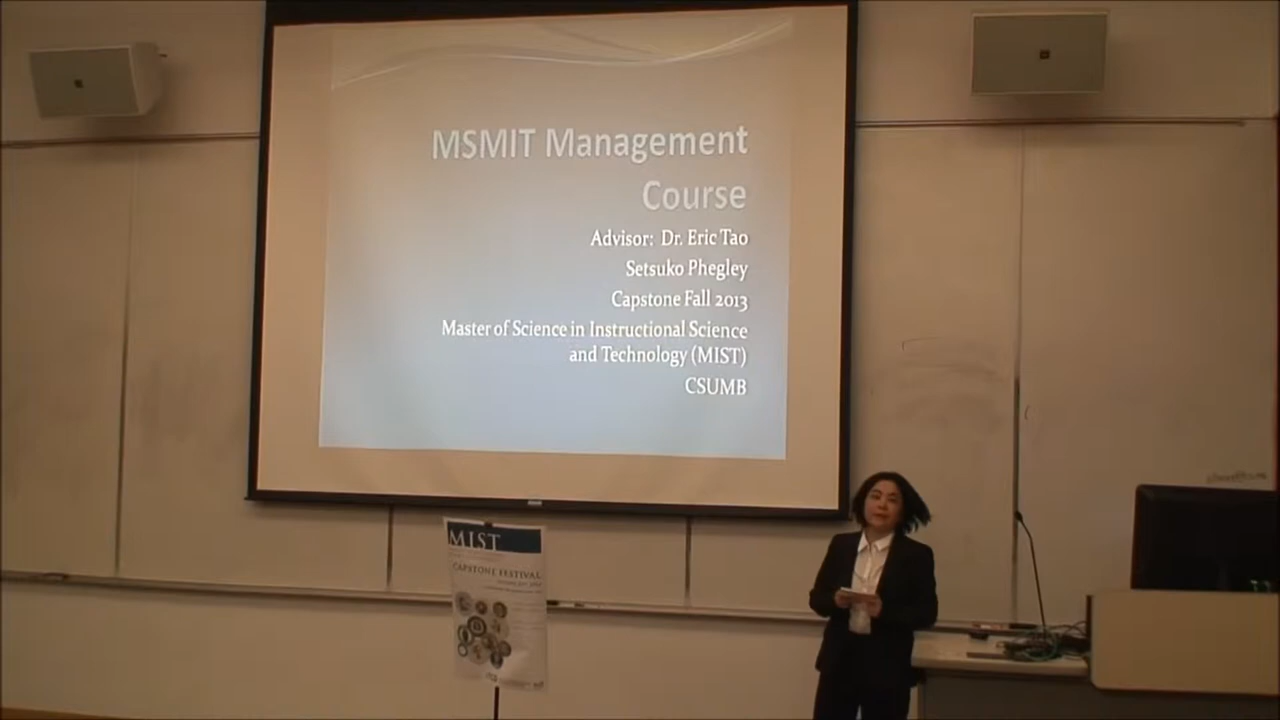 MSMIT Management
Course
Advisor: Dr. Eric Tao
Setsuko Phegley
Capstone Fall 2013
Master of Science in Instructional Science
and Technology (MIST)
CSUMB
MIST
CAPSTONE FESTIVAL